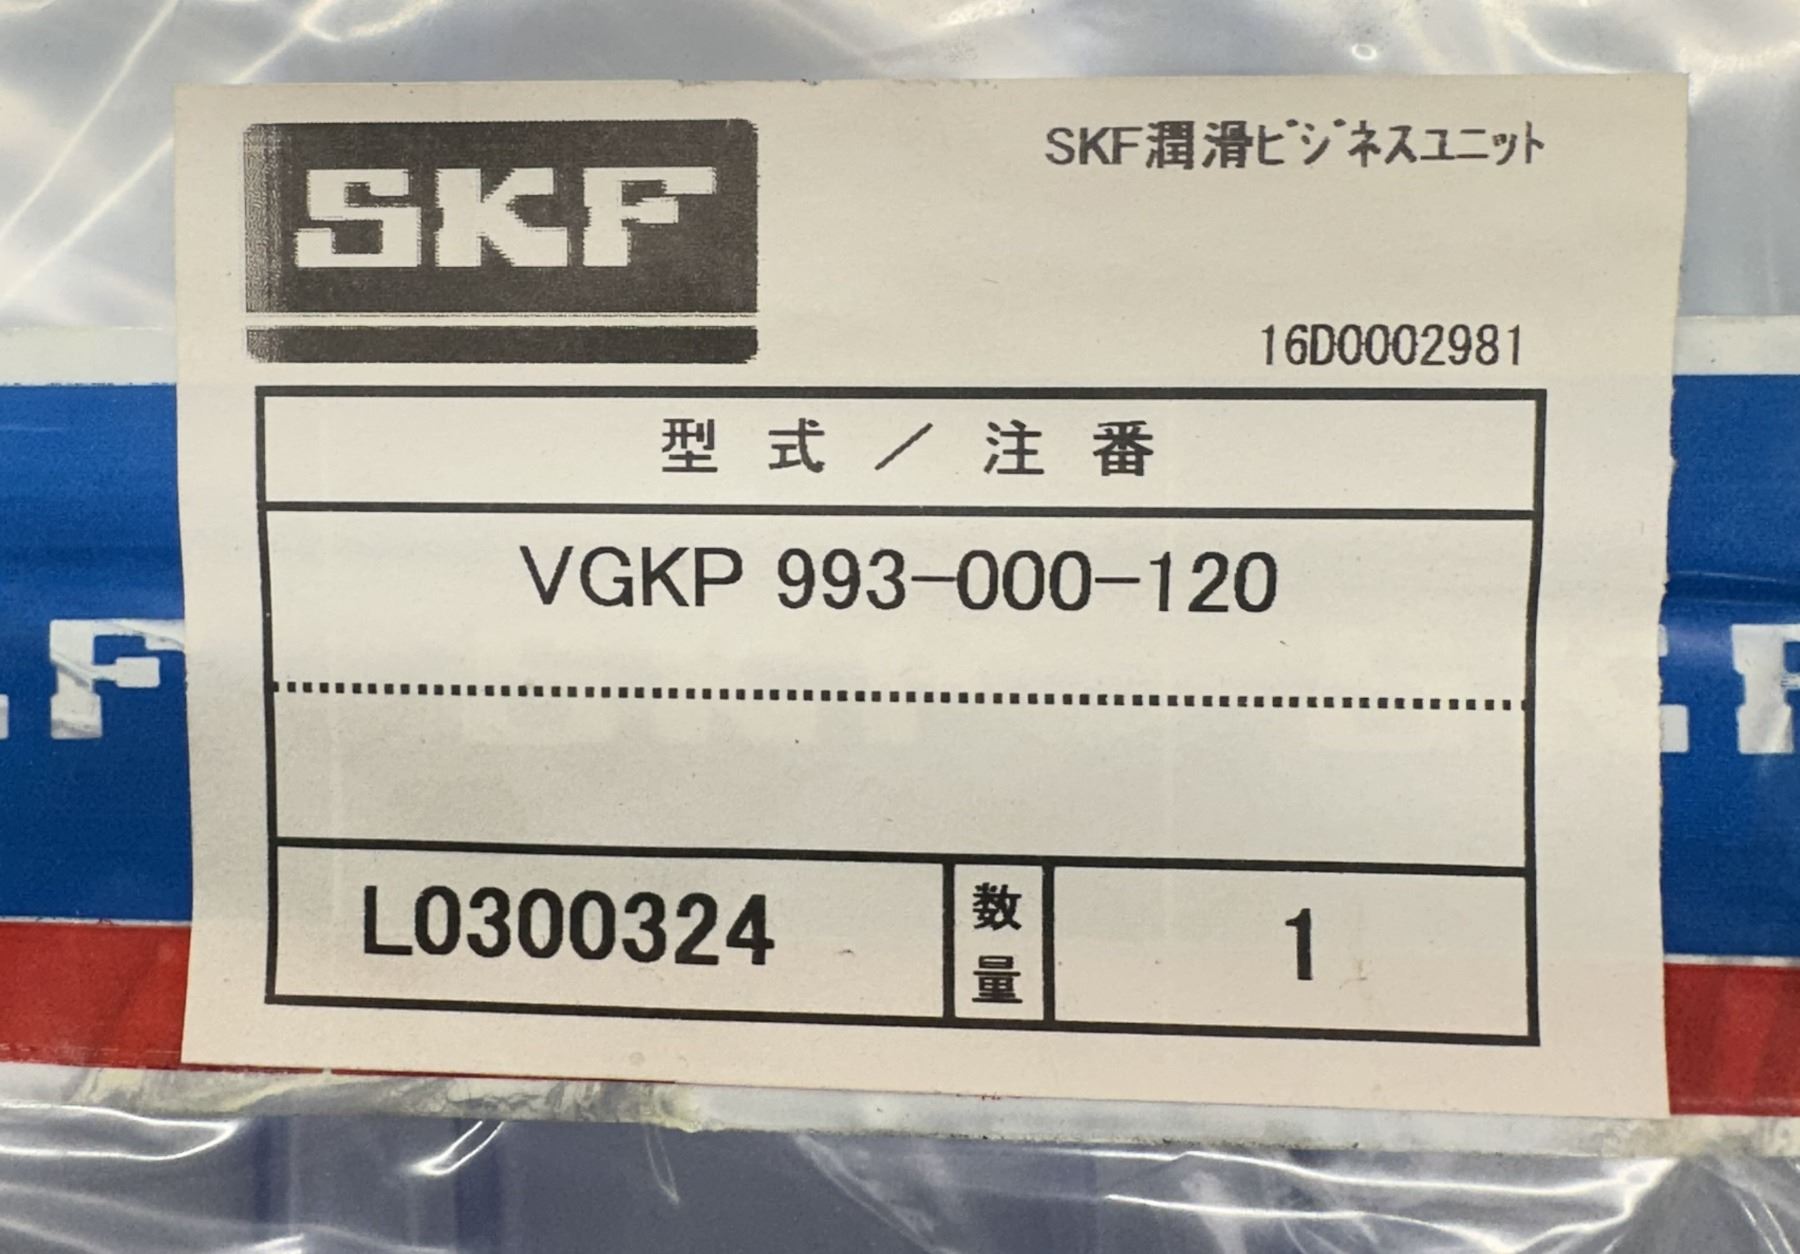 SKF
SKF潤滑ビジネスユニット
16D0002981
型式／注番
VGKP 993-000-120
L0300324
数量
1
F
F